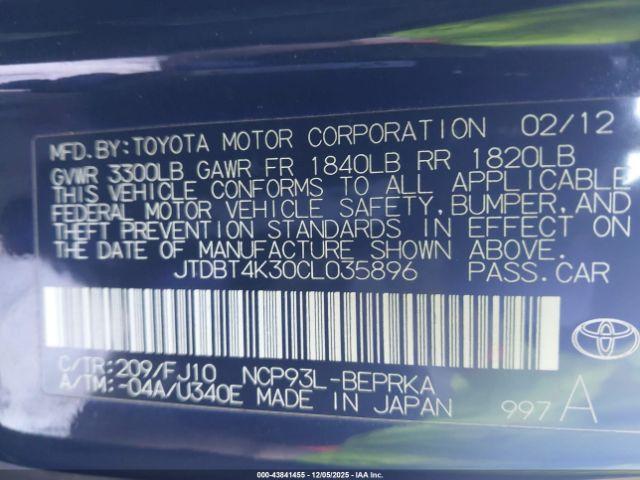 MFD.BY:TOYOTA MOTOR CORPORATION 02/12
GVWR 3300LB GAWR FR 1840LB RR 1820LB
THIS VEHICLE CONFORMS TO ALL APPLICABLE
FEDERAL MOTOR VEHICLE SAFETY,BUMPER,AND
THEFT PREVENTION STANDARDS IN EFFECT ON
THE DATE OF MANUFACTURE SHOWN ABOVE.
JTDBT4K30CL035896 PASS.CAR
C/TR:209/FJ10 NCP93L-BEPRKA
A/TM:-04A/U340E MADE IN JAPAN 997 A
000-43841455 - 12/05/2025 - IAA Inc.